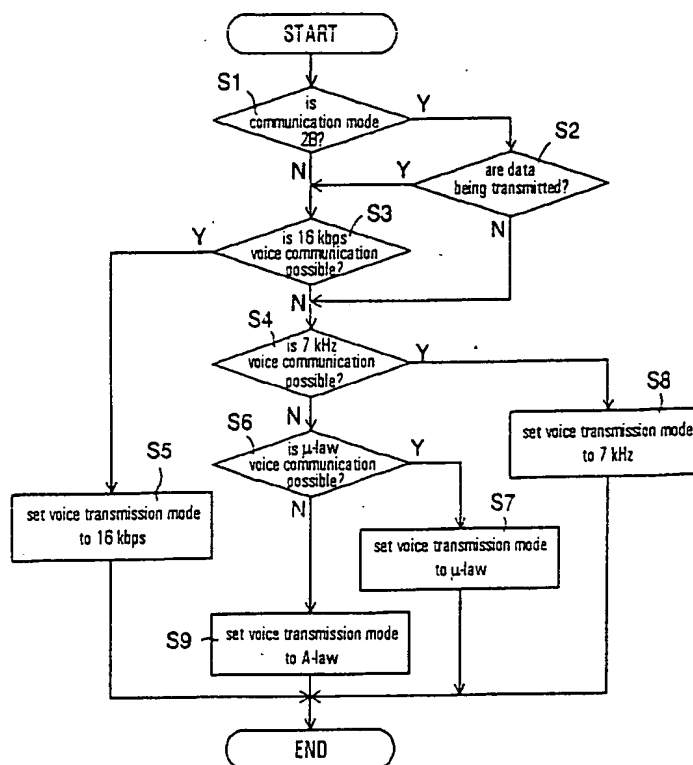 START
S1
is
communication mode
2B?
Y
S2
are data
being transmitted?
Y
N
N
S3
Y
is 16 kbps
voice communication
possible?
N
S4
is 7 kHz
voice communication
possible?
Y
N
S8
set voice transmission mode
to 7 kHz
S6
is μ-law
voice communication
possible?
Y
N
S5
set voice transmission mode
to 16 kbps
S7
set voice transmission mode
to μ-law
S9
set voice transmission mode
to A-law
END